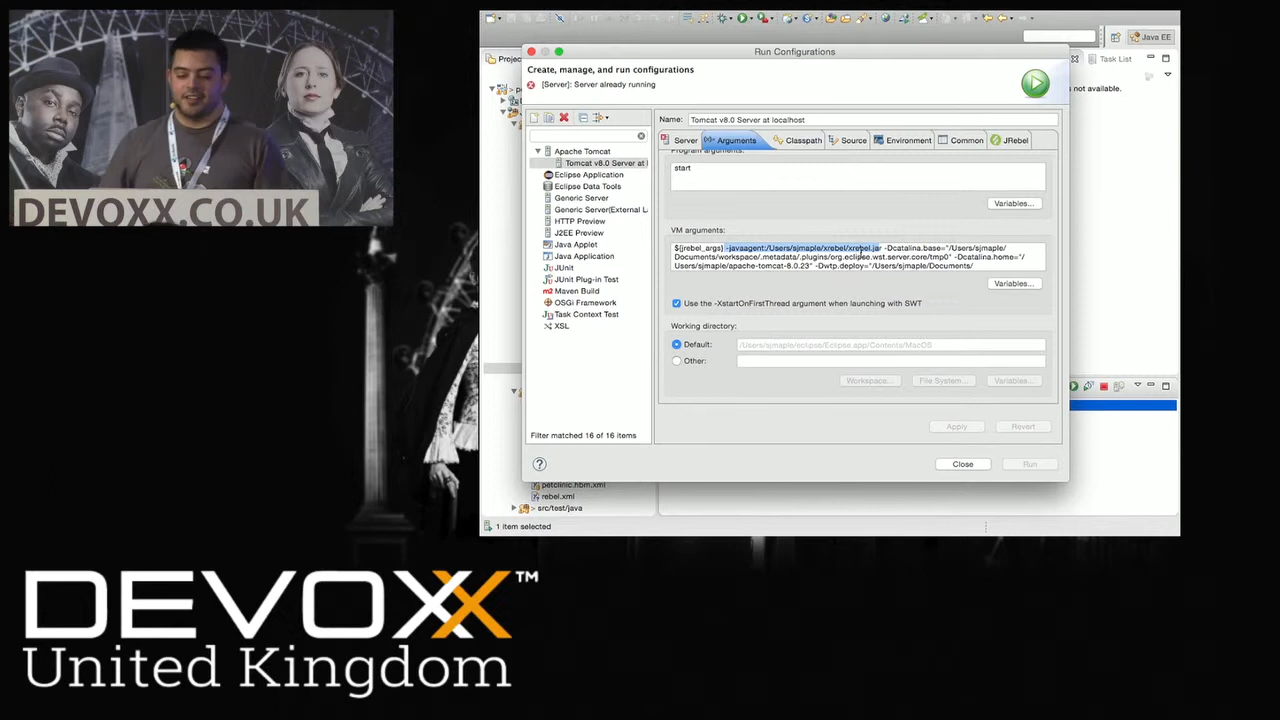 DEVOXX.CO.UK
Java EE
Run Configurations
Projec
Task List
Create, manage, and run configurations
[Server]: Server already running
s not available.
Name: Tomcat v8.0 Server at localhost
Server
Arguments
Classpath
Source
Environment
Common
JRebel
Apache Tomcat
Tomcat v8.0 Server at l
Eclipse Application
Eclipse Data Tools
Generic Server
Generic Server(External La
HTTP Preview
J2EE Preview
Java Applet
Java Application
JUnit
JUnit Plug-in Test
Maven Build
OSGi Framework
Task Context Test
XSL
Filter matched 16 of 16 items
Program arguments:
start
Variables...
VM arguments:
${jrebel_args} -javaagent:/Users/sjmaple/xrebel/xrebel.jar -Dcatalina.base="/Users/sjmaple/
Documents/workspace/.metadata/.plugins/org.eclipse.wst.server.core/tmp0" -Dcatalina.home="/
Users/sjmaple/apache-tomcat-8.0.23" -Dwtp.deploy="/Users/sjmaple/Documents/
Variables...
Use the -XstartOnFirstThread argument when launching with SWT
Working directory:
Default: /Users/sjmaple/eclipse/Eclipse.app/Contents/MacOS
Other:
Workspace... File System... Variables...
Apply Revert
? Close Run
petclinic.hbm.xml
rebel.xml
src/test/java
1 item selected
DEVOXX™
United Kingdom